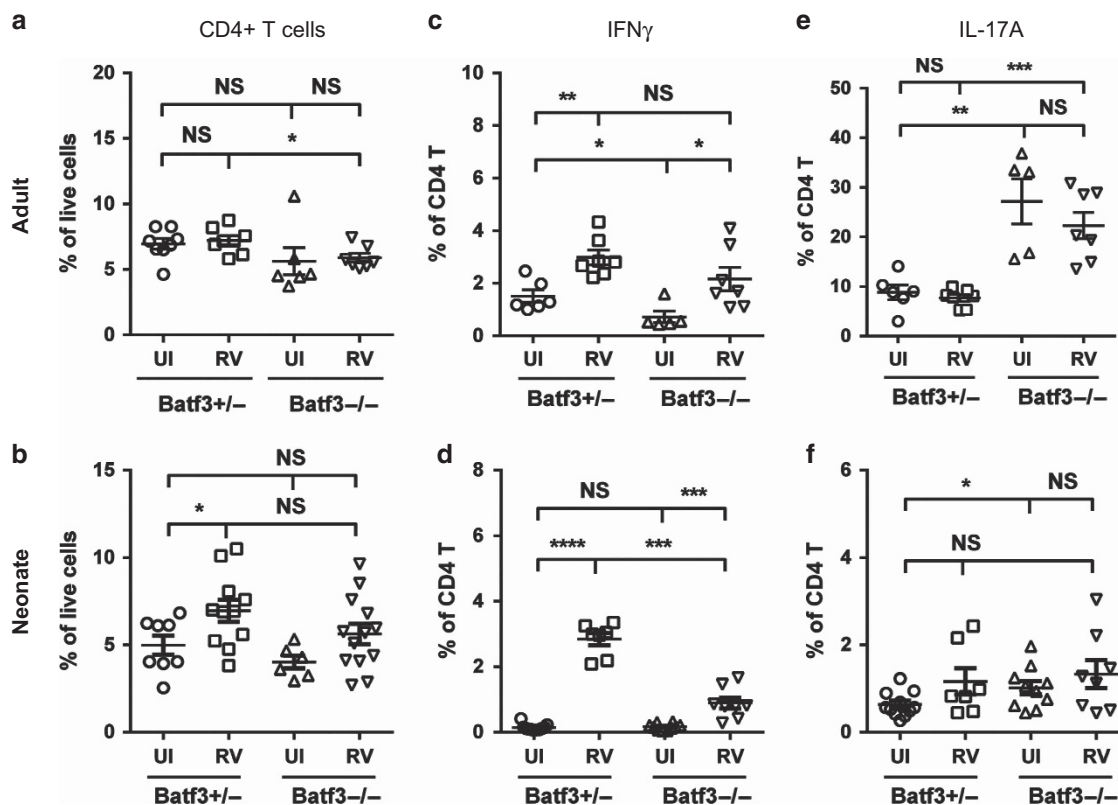 a
CD4+ T cells
Adult
% of live cells
20
15
10
5
0
NS
NS
NS
*
UI
RV
UI
RV
Batf3+/–
Batf3–/–
c
IFNγ
% of CD4 T
10
8
6
4
2
0
**
NS
*
*
UI
RV
UI
RV
Batf3+/–
Batf3–/–
e
IL-17A
% of CD4 T
50
40
30
20
10
0
NS
***
**
NS
UI
RV
UI
RV
Batf3+/–
Batf3–/–
b
Neonate
% of live cells
15
10
5
0
NS
*
NS
UI
RV
UI
RV
Batf3+/–
Batf3–/–
d
% of CD4 T
8
6
4
2
0
NS
***
****
***
UI
RV
UI
RV
Batf3+/–
Batf3–/–
f
% of CD4 T
6
4
2
0
*
NS
NS
UI
RV
UI
RV
Batf3+/–
Batf3–/–